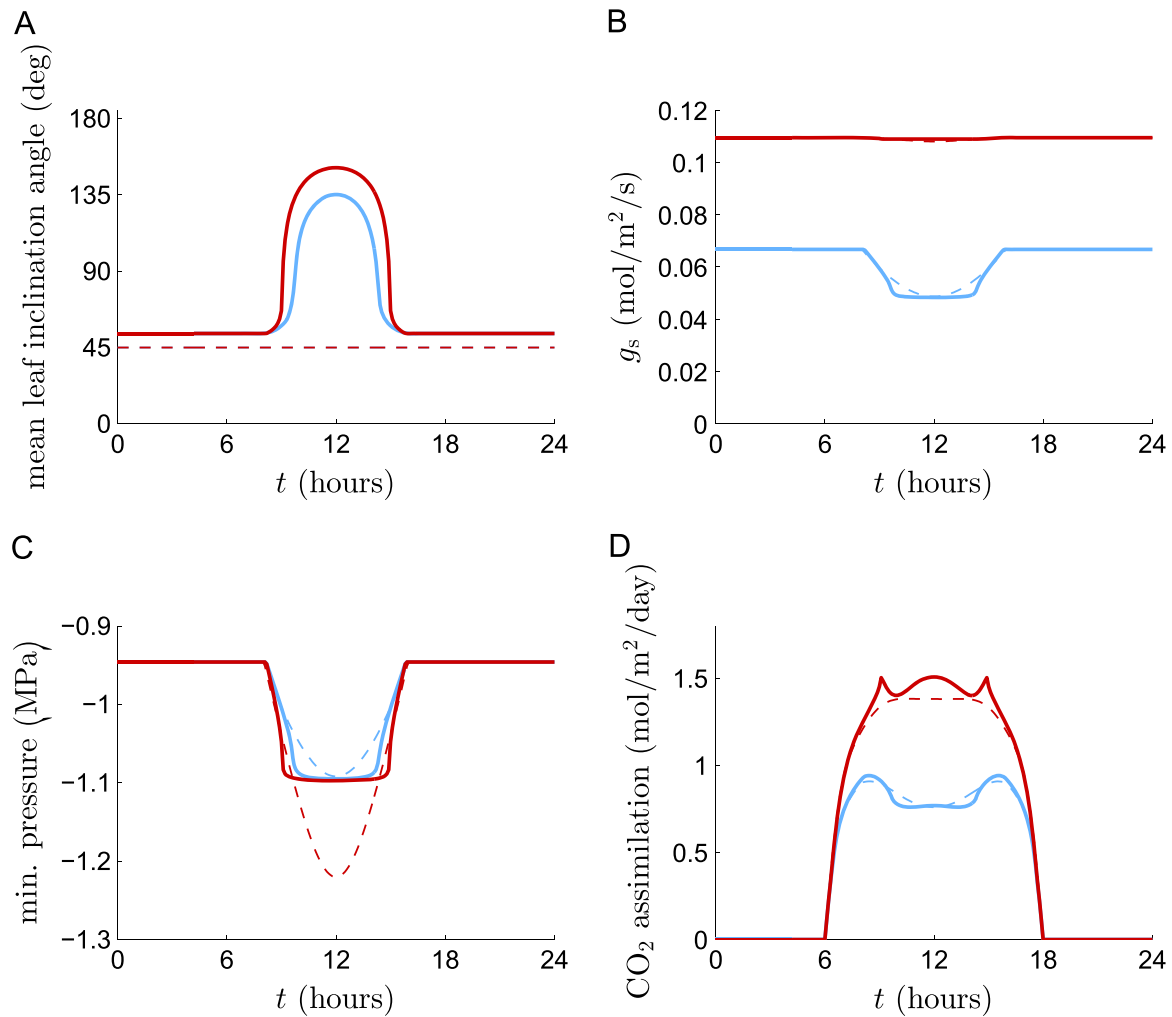 A
mean leaf inclination angle (deg)
180
135
90
45
0
0 6 12 18 24
t (hours)
B
gs (mol/m²/s)
0.12
0.1
0.08
0.06
0.04
0.02
0
0 6 12 18 24
t (hours)
C
min. pressure (MPa)
−0.9
−1
−1.1
−1.2
−1.3
0 6 12 18 24
t (hours)
D
CO₂ assimilation (mol/m²/day)
1.5
1
0.5
0
0 6 12 18 24
t (hours)